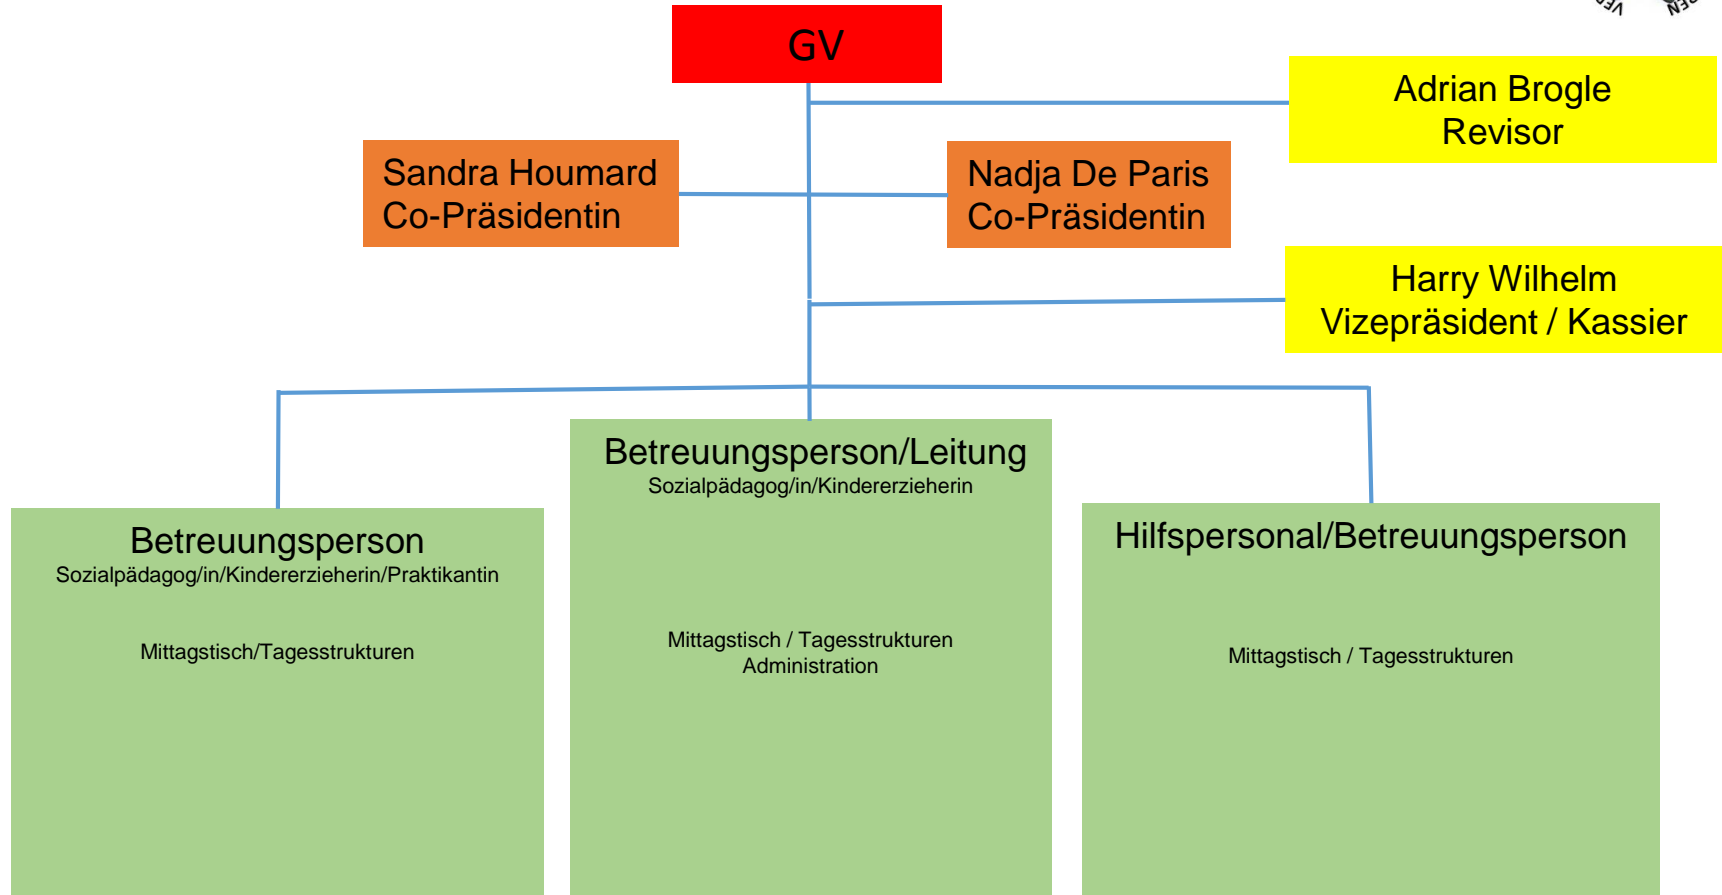 GV
Adrian Brogle
Revisor
Sandra Houmard
Co-Präsidentin
Nadja De Paris
Co-Präsidentin
Harry Wilhelm
Vizepräsident / Kassier
Betreuungsperson
Sozialpädagog/in/Kindererzieherin/Praktikantin
Mittagstisch/Tagesstrukturen
Betreuungsperson/Leitung
Sozialpädagog/in/Kindererzieherin
Mittagstisch / Tagesstrukturen
Administration
Hilfspersonal/Betreuungsperson
Mittagstisch / Tagesstrukturen